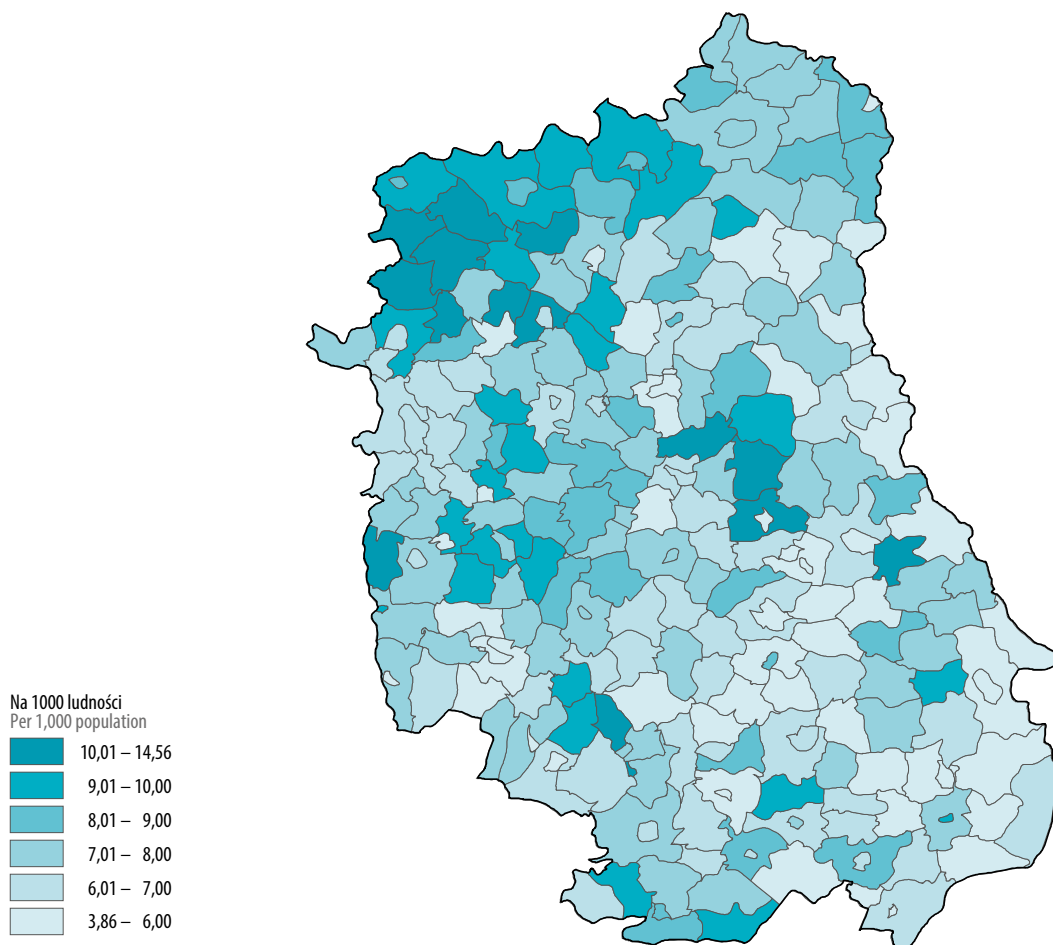 Na 1000 ludności
Per 1,000 population
10,01 – 14,56
9,01 – 10,00
8,01 – 9,00
7,01 – 8,00
6,01 – 7,00
3,86 – 6,00